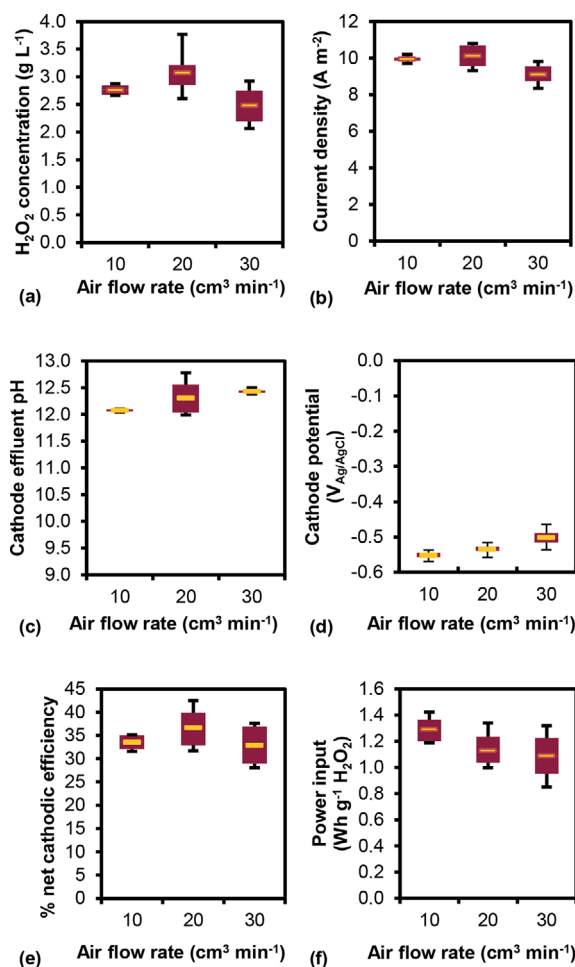 H₂O₂ concentration (g L⁻¹)
4.0
3.5
3.0
2.5
2.0
1.5
1.0
0.5
0.0
10 20 30
(a) Air flow rate (cm³ min⁻¹)
Current density (A m⁻²)
12
10
8
6
4
2
0
10 20 30
(b) Air flow rate (cm³ min⁻¹)
Cathode effluent pH
13.0
12.5
12.0
11.5
11.0
10.5
10.0
9.5
9.0
10 20 30
(c) Air flow rate (cm³ min⁻¹)
Cathode potential
(V_Ag/AgCl)
-0.0
-0.1
-0.2
-0.3
-0.4
-0.5
-0.6
10 20 30
(d) Air flow rate (cm³ min⁻¹)
% net cathodic efficiency
45
40
35
30
25
20
15
10
5
0
10 20 30
(e) Air flow rate (cm³ min⁻¹)
Power input
(Wh g⁻¹ H₂O₂)
1.6
1.4
1.2
1.0
0.8
0.6
0.4
0.2
0.0
10 20 30
(f) Air flow rate (cm³ min⁻¹)